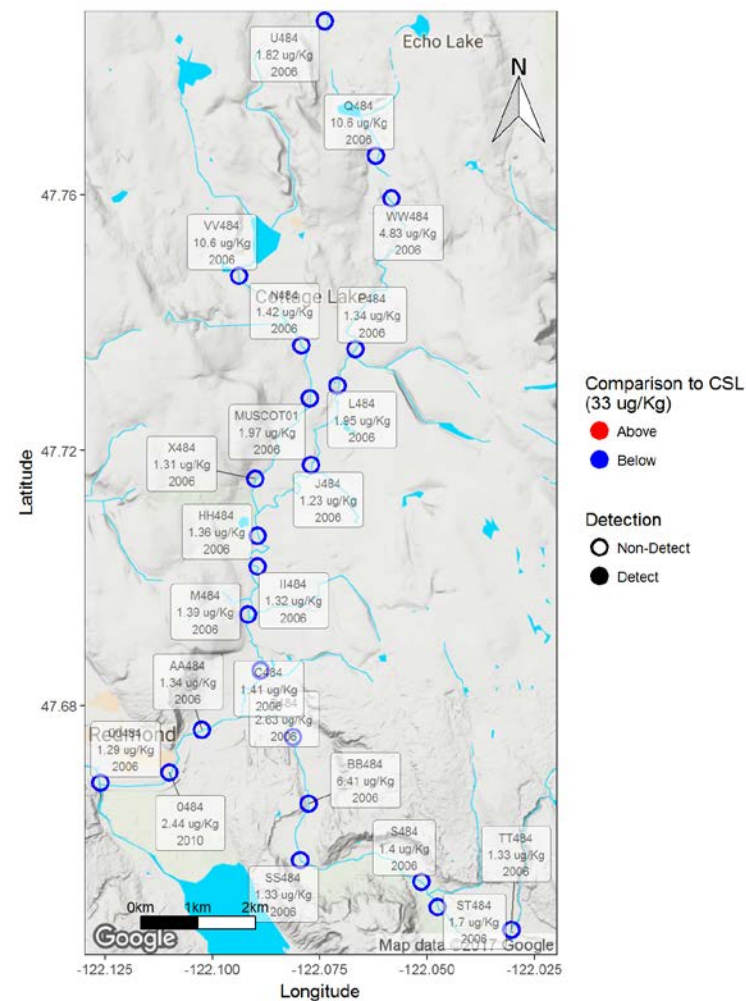 Echo Lake
N
U484
1.82 ug/Kg
2006
Q484
10.6 ug/Kg
2006
47.76
WW484
4.83 ug/Kg
2006
VV484
10.6 ug/Kg
2006
Cottage Lake
N484
1.42 ug/Kg
2006
P484
1.34 ug/Kg
2006
L484
1.95 ug/Kg
2006
MUSCOT01
1.97 ug/Kg
2006
47.72
X484
1.31 ug/Kg
2006
J484
1.23 ug/Kg
2006
HH484
1.36 ug/Kg
2006
II484
1.32 ug/Kg
2006
M484
1.39 ug/Kg
2006
C484
1.41 ug/Kg
2006
2.63 ug/Kg
2006
AA484
1.34 ug/Kg
2006
47.68
Redmond
1.29 ug/Kg
2006
BB484
6.41 ug/Kg
2006
0484
2.44 ug/Kg
2010
S484
1.4 ug/Kg
2006
TT484
1.33 ug/Kg
2006
SS484
1.33 ug/Kg
2006
ST484
1.7 ug/Kg
2006
0km 1km 2km
Google
Map data ©2017 Google
-122.125 -122.100 -122.075 -122.050 -122.025
Longitude
Latitude
Comparison to CSL
(33 ug/Kg)
Above
Below
Detection
Non-Detect
Detect